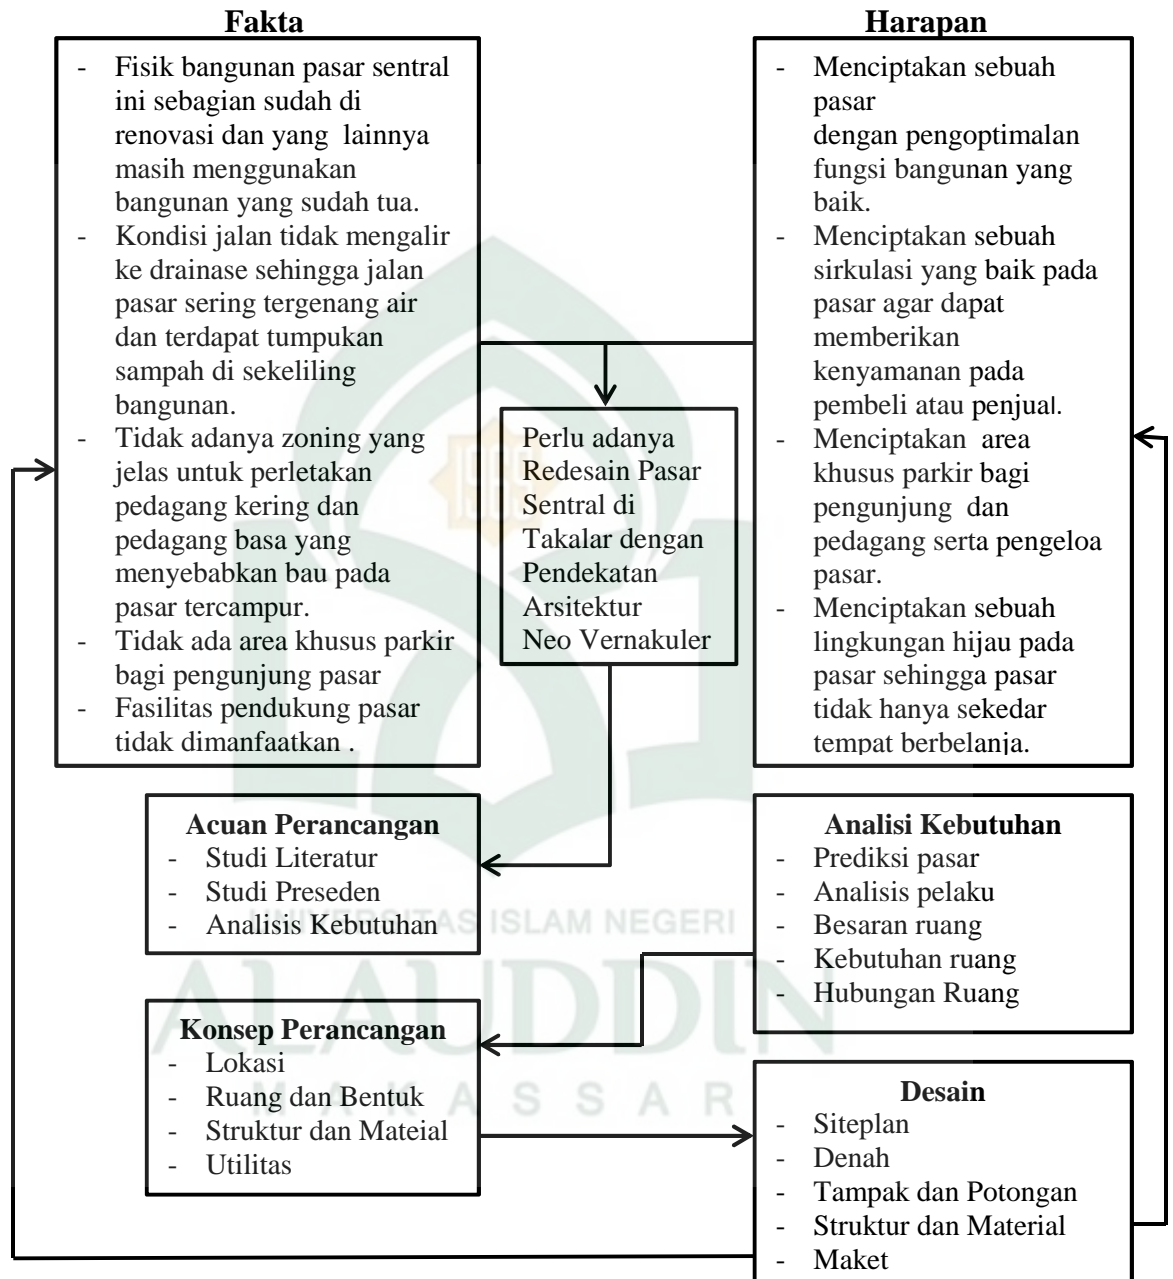 Fakta
- Fisik bangunan pasar sentral
ini sebagian sudah di
renovasi dan yang lainnya
masih menggunakan
bangunan yang sudah tua.
- Kondisi jalan tidak mengalir
ke drainase sehingga jalan
pasar sering tergenang air
dan terdapat tumpukan
sampah di sekeliling
bangunan.
- Tidak adanya zoning yang
jelas untuk perletakan
pedagang kering dan
pedagang basa yang
menyebabkan bau pada
pasar tercampur.
- Tidak ada area khusus parkir
bagi pengunjung pasar
- Fasilitas pendukung pasar
tidak dimanfaatkan .
Harapan
- Menciptakan sebuah
pasar
dengan pengoptimalan
fungsi bangunan yang
baik.
- Menciptakan sebuah
sirkulasi yang baik pada
pasar agar dapat
memberikan
kenyamanan pada
pembeli atau penjual.
- Menciptakan area
khusus parkir bagi
pengunjung dan
pedagang serta pengeloa
pasar.
- Menciptakan sebuah
lingkungan hijau pada
pasar sehingga pasar
tidak hanya sekedar
tempat berbelanja.
Perlu adanya
Redesain Pasar
Sentral di
Takalar dengan
Pendekatan
Arsitektur
Neo Vernakuler
Acuan Perancangan
- Studi Literatur
- Studi Preseden
- Analisis Kebutuhan
Analisi Kebutuhan
- Prediksi pasar
- Analisis pelaku
- Besaran ruang
- Kebutuhan ruang
- Hubungan Ruang
Konsep Perancangan
- Lokasi
- Ruang dan Bentuk
- Struktur dan Mateial
- Utilitas
Desain
- Siteplan
- Denah
- Tampak dan Potongan
- Struktur dan Material
- Maket
1965
UNIVERSITAS ISLAM NEGERI
ALAUDDIN
MAKASSAR